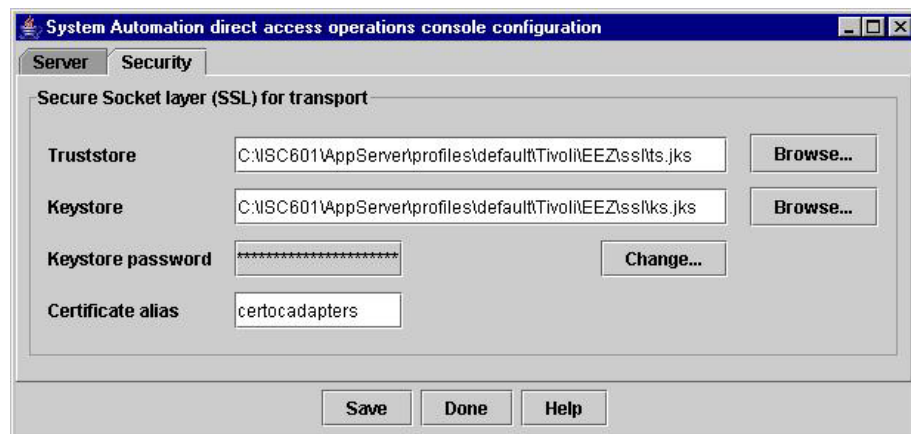 System Automation direct access operations console configuration
Server Security
Secure Socket layer (SSL) for transport
Truststore C:\ISC601\AppServer\profiles\default\Tivoli\EEZ\ssl\ts.jks Browse...
Keystore C:\ISC601\AppServer\profiles\default\Tivoli\EEZ\ssl\ks.jks Browse...
Keystore password *********************** Change...
Certificate alias certocadapters
Save Done Help